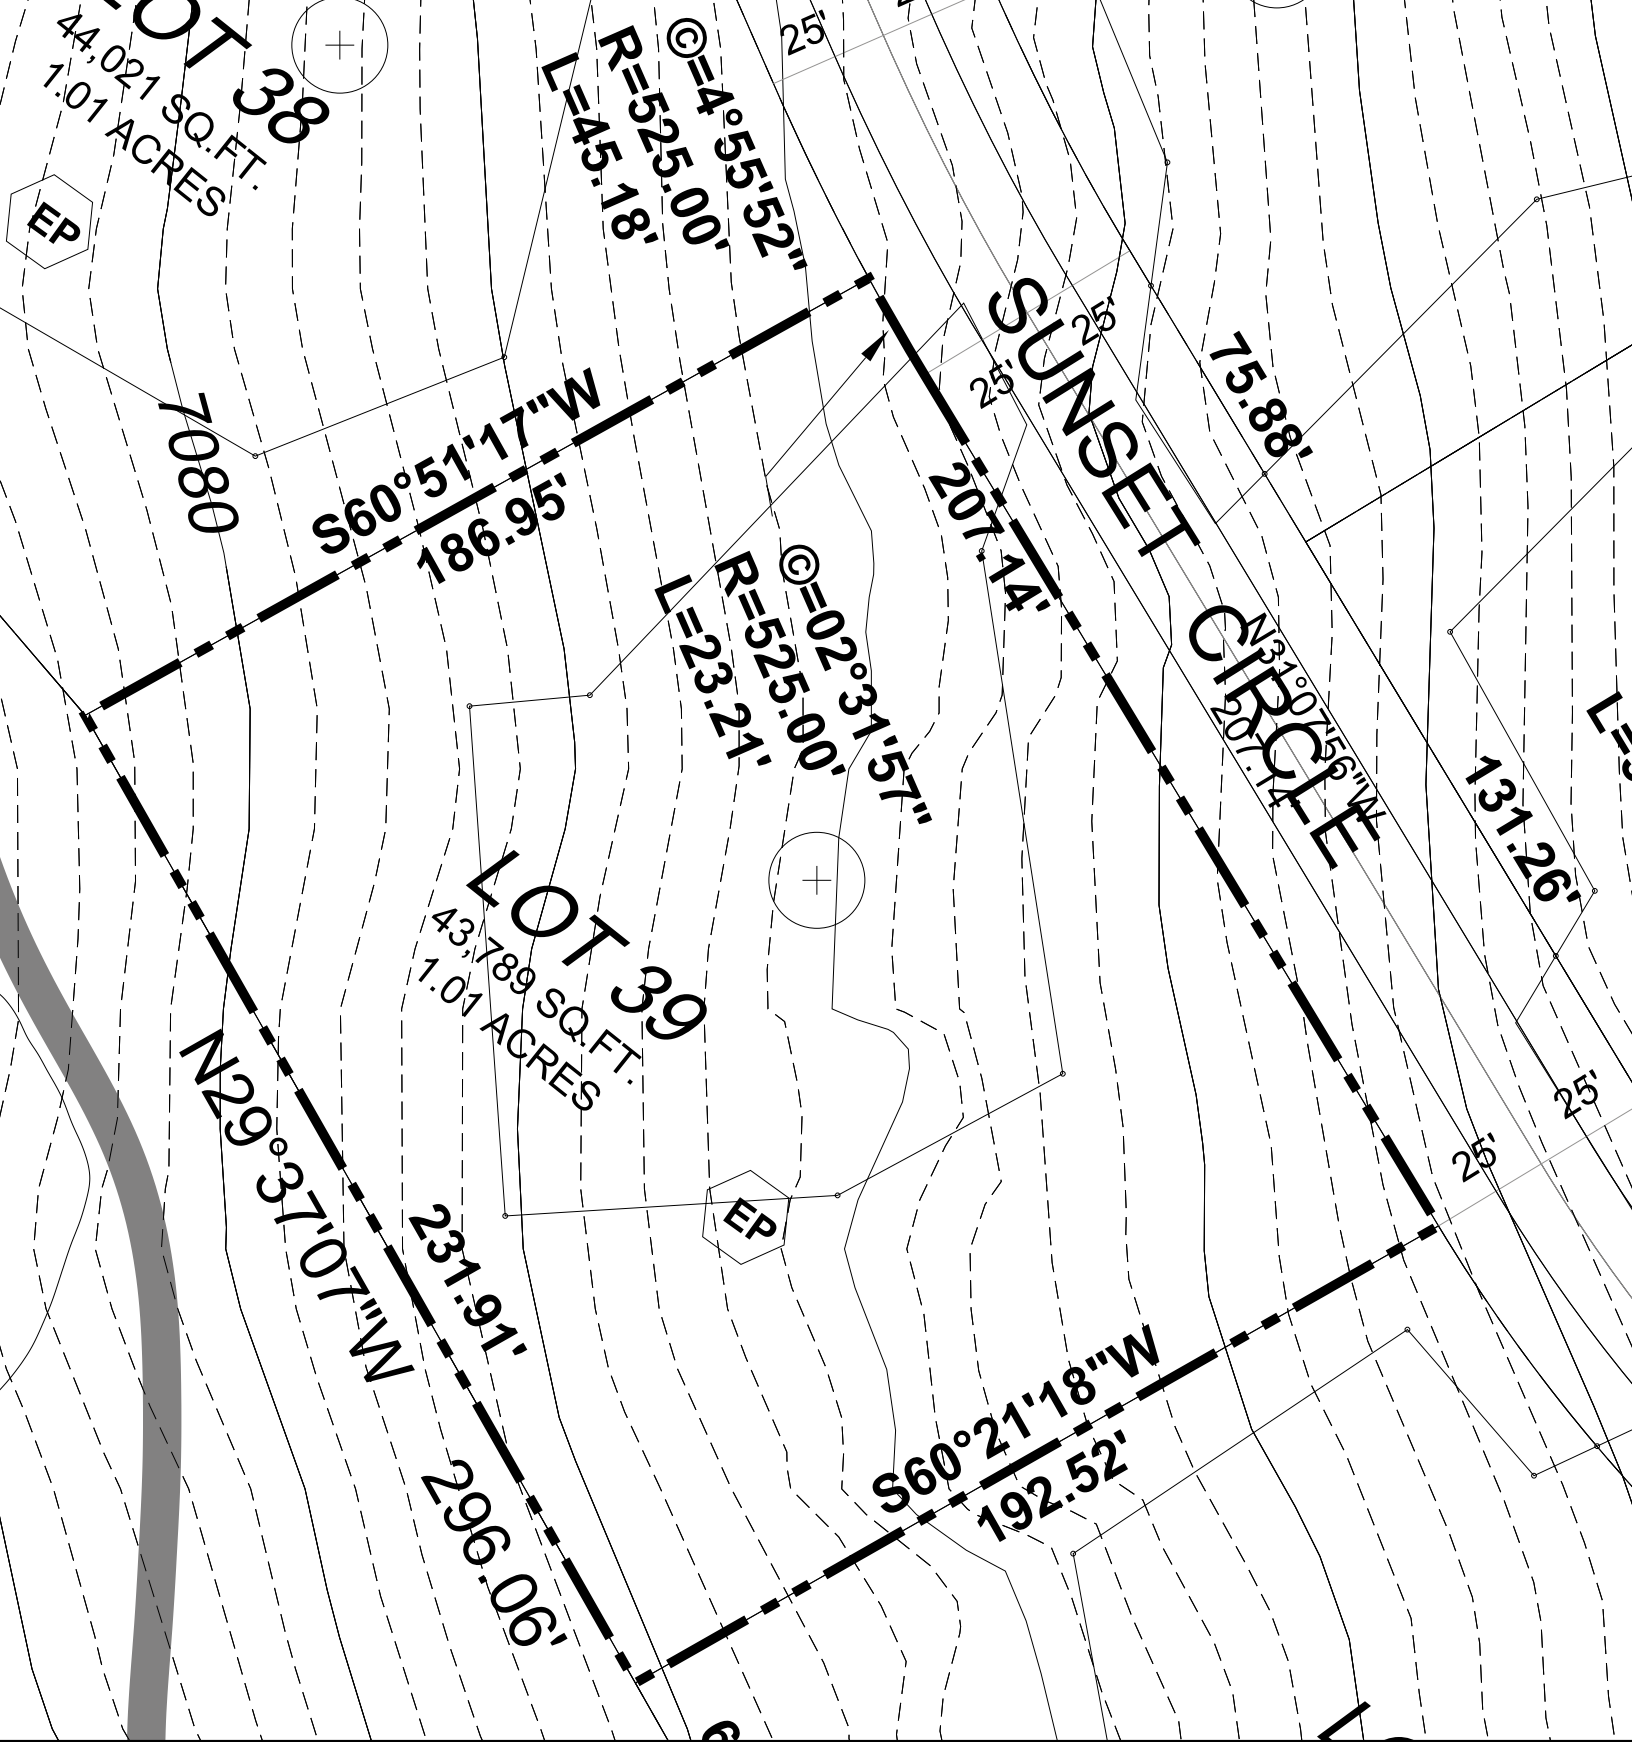 LOT 38
44,021 SQ.FT.
1.01 ACRES
EP
©=4°55'52"
R=525.00'
L=45.18'
25'
SUNSET CIRCLE
25'
25'
75.88'
7080
S60°51'17"W
186.95'
207.14'
©=02°31'57"
R=525.00'
L=23.21'
N31°07'56"W
207.14'
131.26'
LOT 39
43,789 SQ.FT.
1.01 ACRES
EP
N29°37'07"W
296.06'
231.91'
25'
25'
S60°21'18"W
192.52'